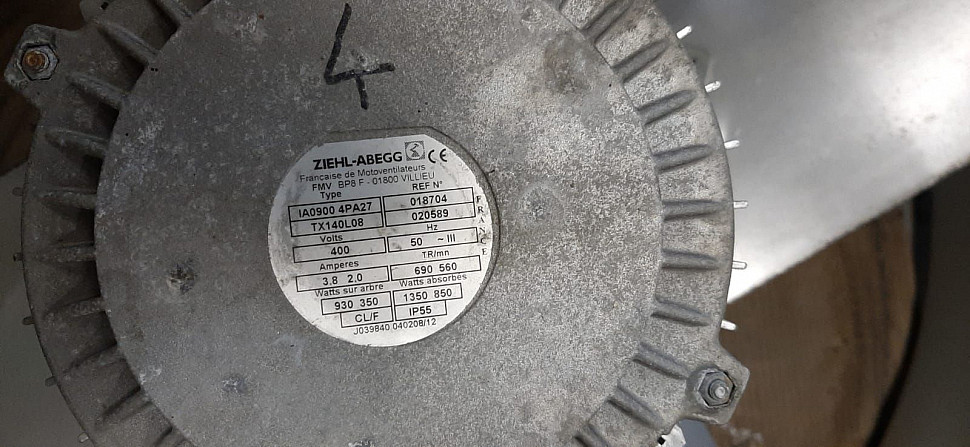 4
ZIEHL-ABEGG CE
Francaise de Motoventilateurs
FMV BP8 F - 01800 VILLIEU
Type REF N°
IA0900 4PA27 018704
TX140L08 020589
Volts Hz
400 50 ~ III
Amperes TR/mn
3.8 2.0 690 560
Watts sur arbre Watts absorbes
930 350 1350 850
CL/F IP55
J039840 040208/12
FRANCE